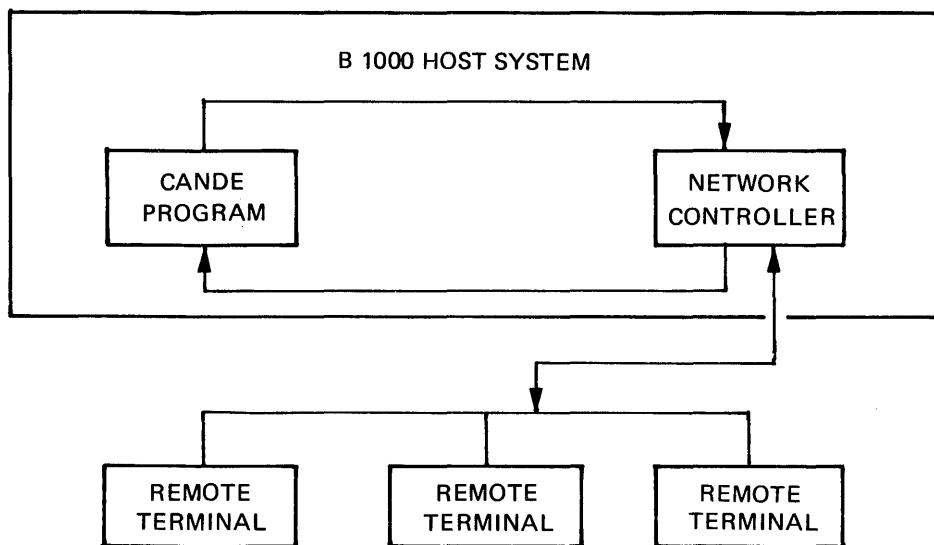 B 1000 HOST SYSTEM
CANDE
PROGRAM
NETWORK
CONTROLLER
REMOTE
TERMINAL
REMOTE
TERMINAL
REMOTE
TERMINAL